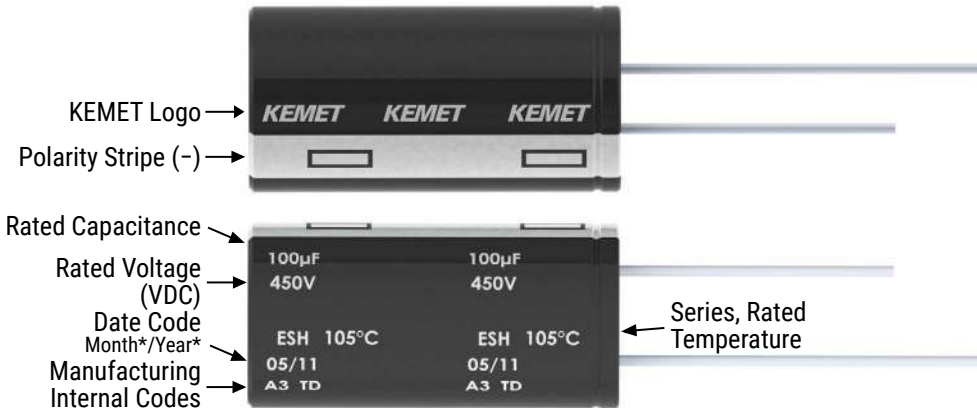 KEMET Logo
KEMET KEMET KEMET
Polarity Stripe (−)
Rated Capacitance
100µF 100µF
Rated Voltage
(VDC)
450V 450V
Series, Rated
Temperature
ESH 105°C ESH 105°C
Date Code
Month*/Year*
05/11 05/11
Manufacturing
Internal Codes
A3 TD A3 TD